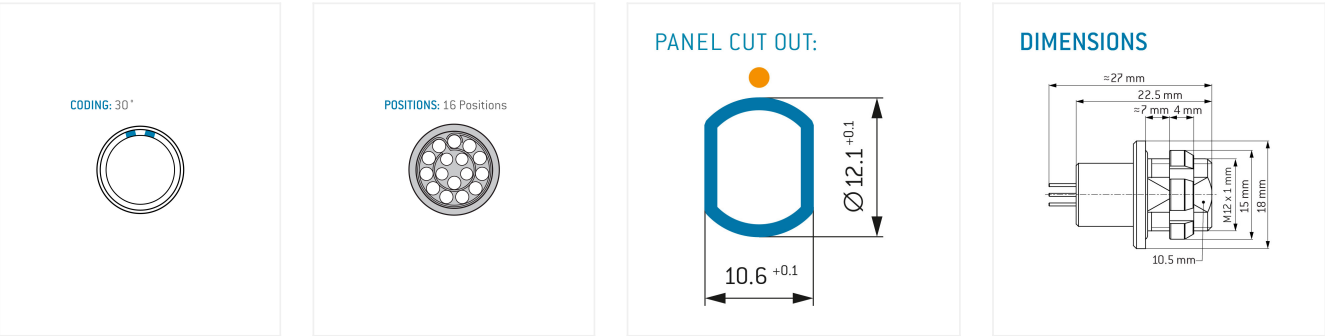 CODING: 30°
POSITIONS: 16 Positions
PANEL CUT OUT:
Ø 12.1 +0.1
10.6 +0.1
DIMENSIONS
≈27 mm
22.5 mm
≈7 mm 4 mm
M12 x 1 mm
15 mm
18 mm
10.5 mm